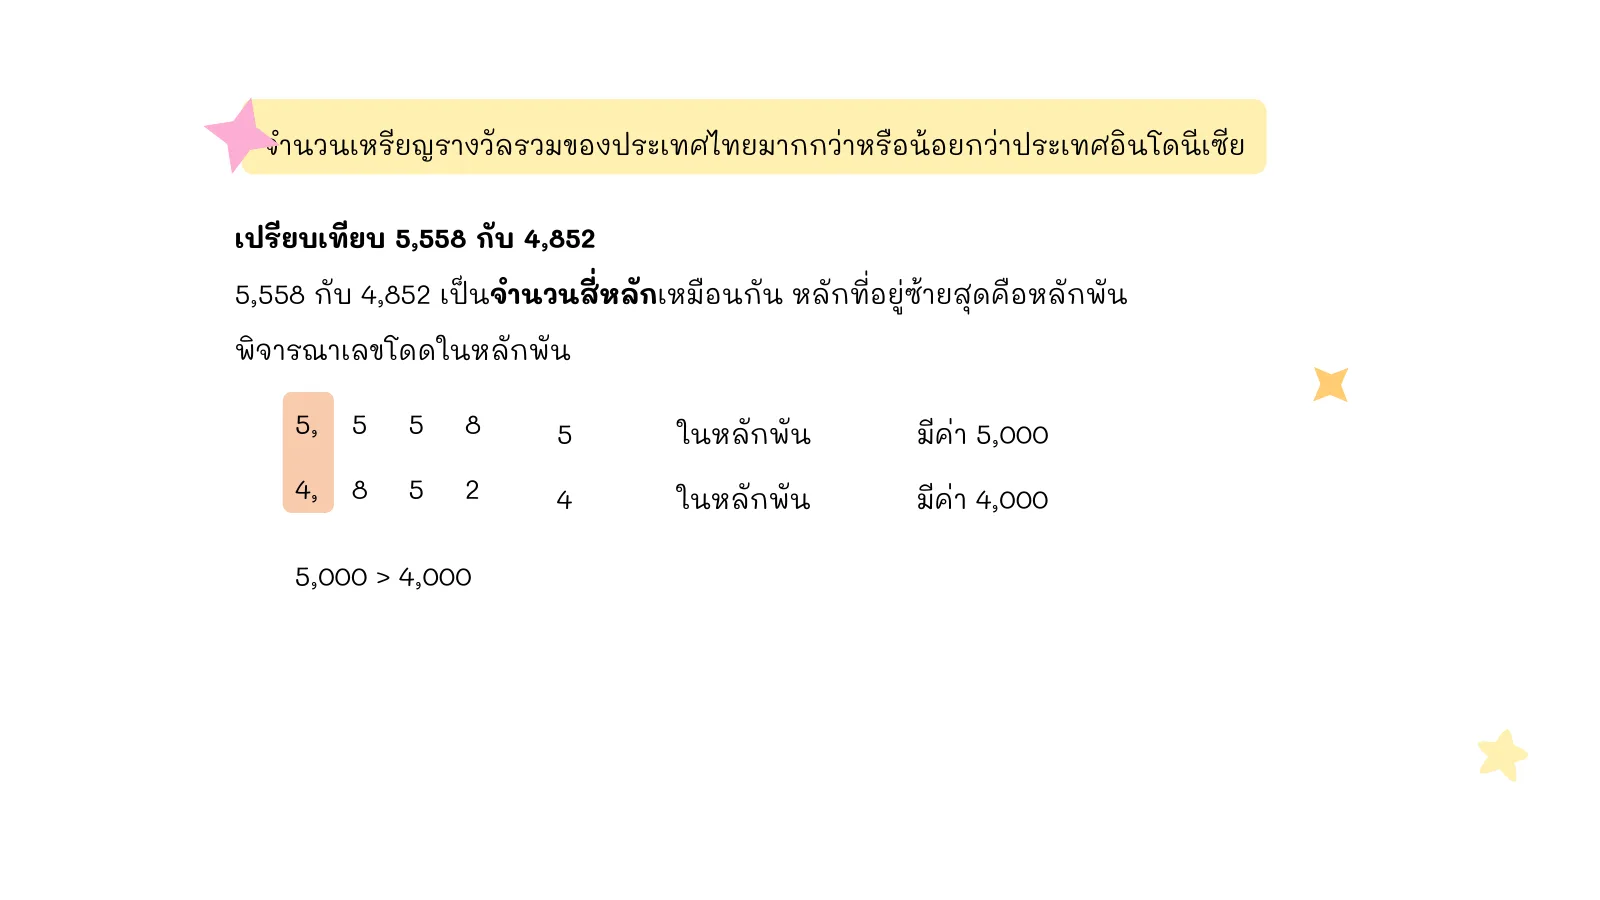 จำนวนเหรียญรางวัลรวมของประเทศไทยมากกว่าหรือน้อยกว่าประเทศอินโดนีเซีย
เปรียบเทียบ 5,558 กับ 4,852
5,558 กับ 4,852 เป็นจำนวนสี่หลักเหมือนกัน หลักที่อยู่ซ้ายสุดคือหลักพัน
พิจารณาเลขโดดในหลักพัน
5, 5 5 8 5 ในหลักพัน มีค่า 5,000
4, 8 5 2 4 ในหลักพัน มีค่า 4,000
5,000 > 4,000